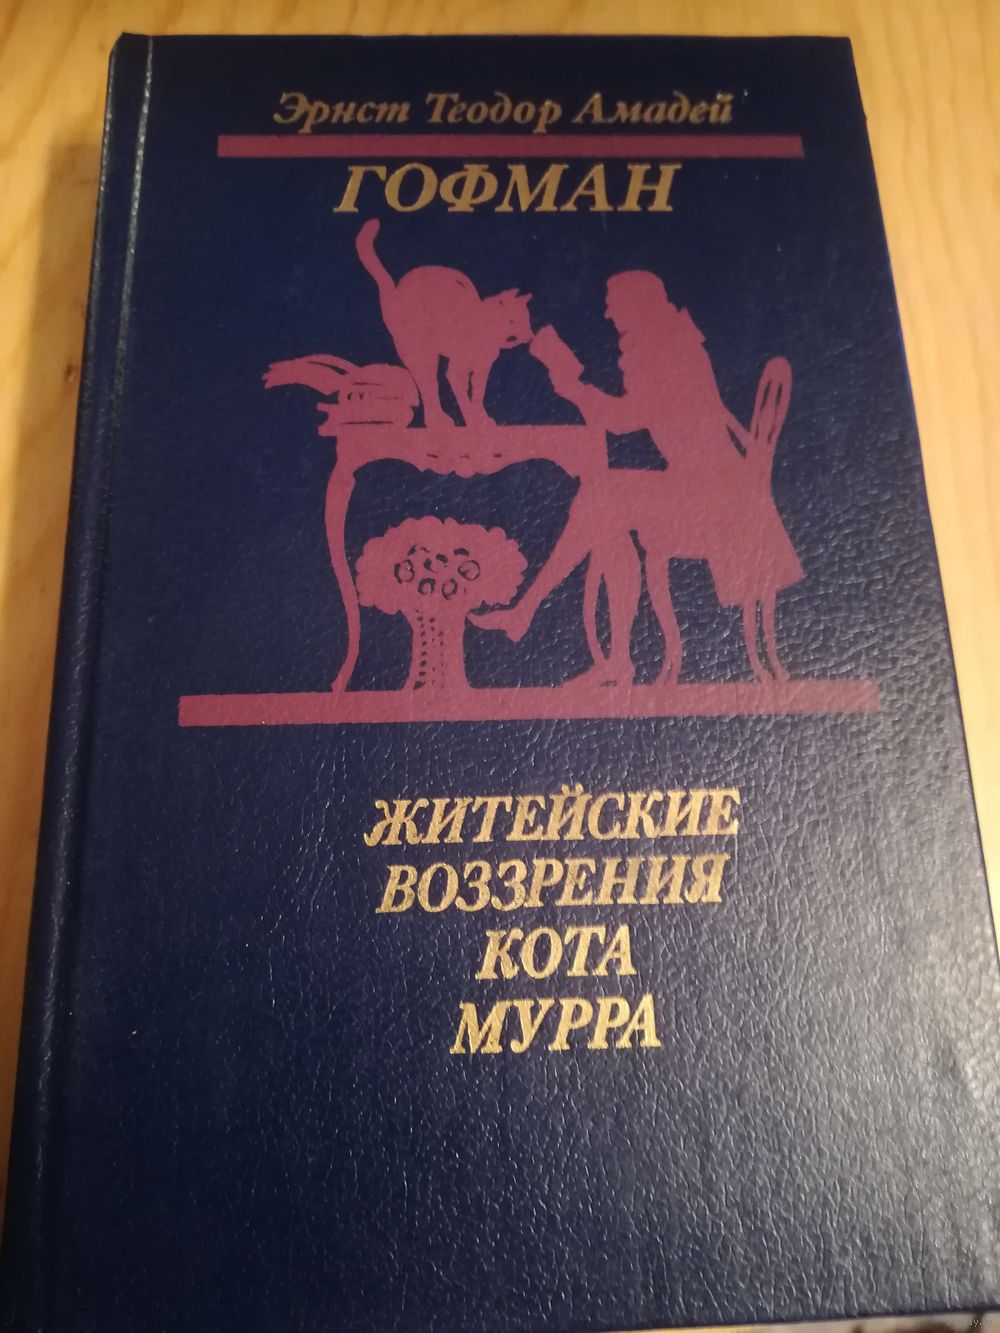 Эрнст Теодор Амадей
ГОФМАН
ЖИТЕЙСКИЕ
ВОЗЗРЕНИЯ
КОТА
МУРРА